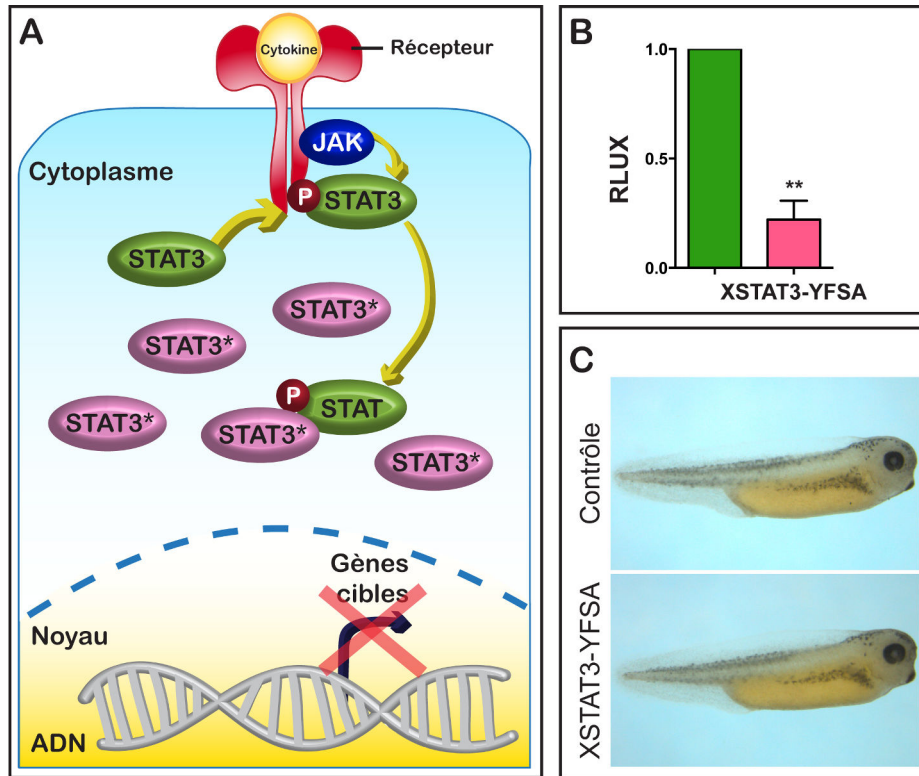 A
Cytokine
Récepteur
JAK
Cytoplasme
P
STAT3
STAT3
STAT3*
STAT3*
P
STAT
STAT3*
STAT3*
STAT3*
Gènes
cibles
Noyau
ADN
B
1.0
RLUX
0.5
**
0.0
XSTAT3-YFSA
C
Contrôle
XSTAT3-YFSA